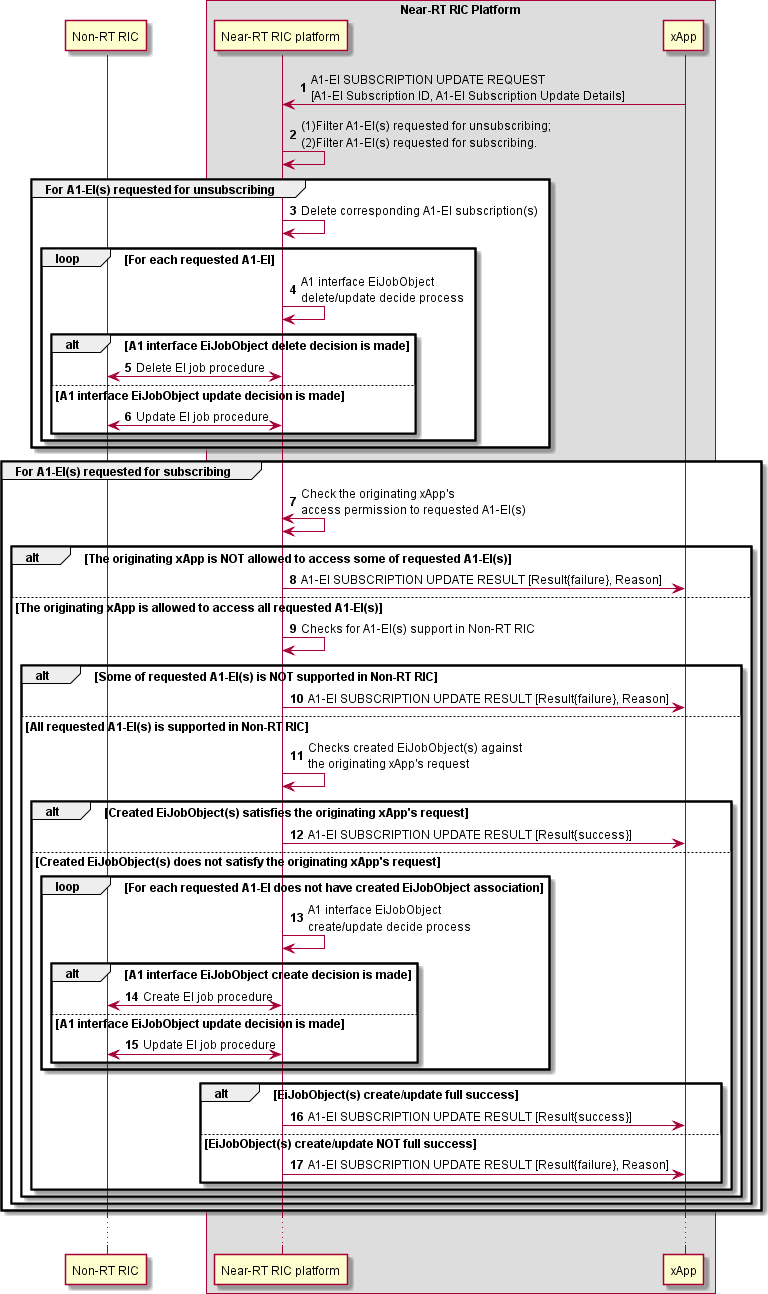 Near-RT RIC Platform
Non-RT RIC
Near-RT RIC platform
xApp
1 A1-EI SUBSCRIPTION UPDATE REQUEST
[A1-EI Subscription ID, A1-EI Subscription Update Details]
2 (1)Filter A1-EI(s) requested for unsubscribing;
(2)Filter A1-EI(s) requested for subscribing.
For A1-EI(s) requested for unsubscribing
3 Delete corresponding A1-EI subscription(s)
loop [For each requested A1-EI]
4 A1 interface EiJobObject
delete/update decide process
alt [A1 interface EiJobObject delete decision is made]
5 Delete EI job procedure
[A1 interface EiJobObject update decision is made]
6 Update EI job procedure
For A1-EI(s) requested for subscribing
7 Check the originating xApp's
access permission to requested A1-EI(s)
alt [The originating xApp is NOT allowed to access some of requested A1-EI(s)]
8 A1-EI SUBSCRIPTION UPDATE RESULT [Result{failure}, Reason]
[The originating xApp is allowed to access all requested A1-EI(s)]
9 Checks for A1-EI(s) support in Non-RT RIC
alt [Some of requested A1-EI(s) is NOT supported in Non-RT RIC]
10 A1-EI SUBSCRIPTION UPDATE RESULT [Result{failure}, Reason]
[All requested A1-EI(s) is supported in Non-RT RIC]
11 Checks created EiJobObject(s) against
the originating xApp's request
alt [Created EiJobObject(s) satisfies the originating xApp's request]
12 A1-EI SUBSCRIPTION UPDATE RESULT [Result{success}]
[Created EiJobObject(s) does not satisfy the originating xApp's request]
loop [For each requested A1-EI does not have created EiJobObject association]
13 A1 interface EiJobObject
create/update decide process
alt [A1 interface EiJobObject create decision is made]
14 Create EI job procedure
[A1 interface EiJobObject update decision is made]
15 Update EI job procedure
alt [EiJobObject(s) create/update full success]
16 A1-EI SUBSCRIPTION UPDATE RESULT [Result{success}]
[EiJobObject(s) create/update NOT full success]
17 A1-EI SUBSCRIPTION UPDATE RESULT [Result{failure}, Reason]
Non-RT RIC
Near-RT RIC platform
xApp